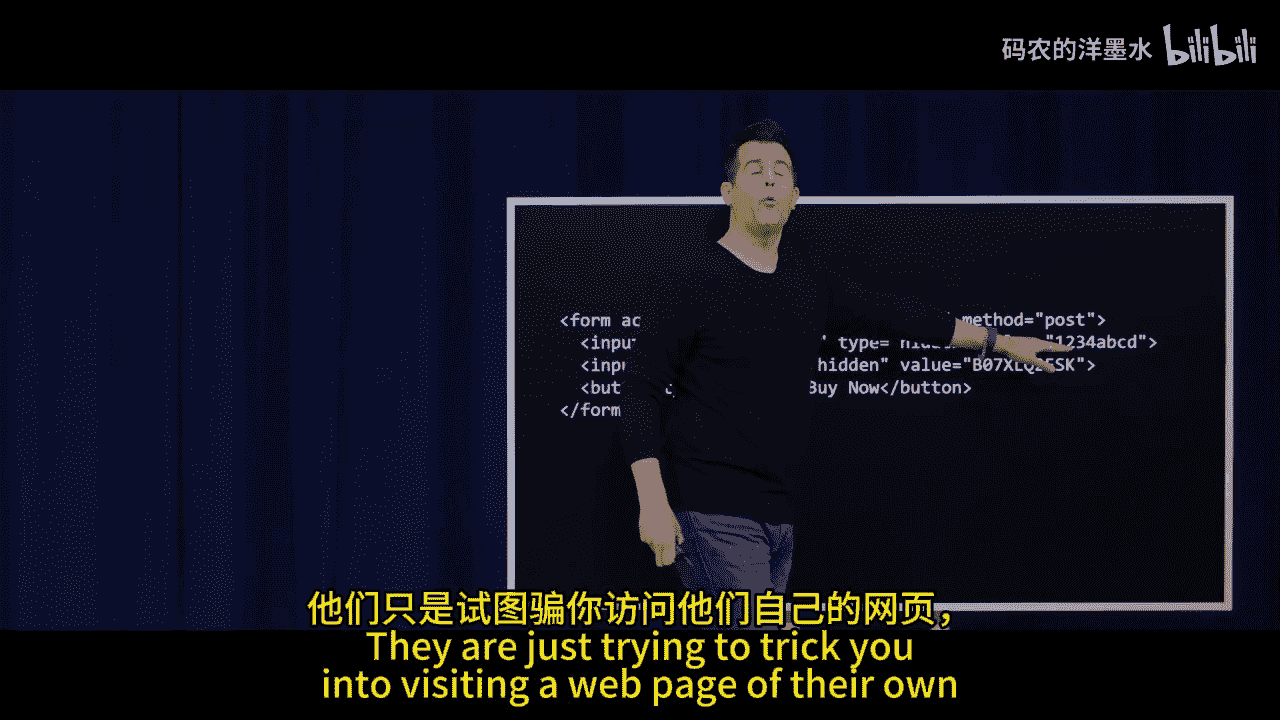 码农的洋墨水 bilibili
<form ac method="post">
<input type= "1234abcd">
hidden" value="B07XLQ SK">
<but Buy Now</button>
</form
他们只是试图骗你访问他们自己的网页，
They are just trying to trick you
into visiting a web page of their own